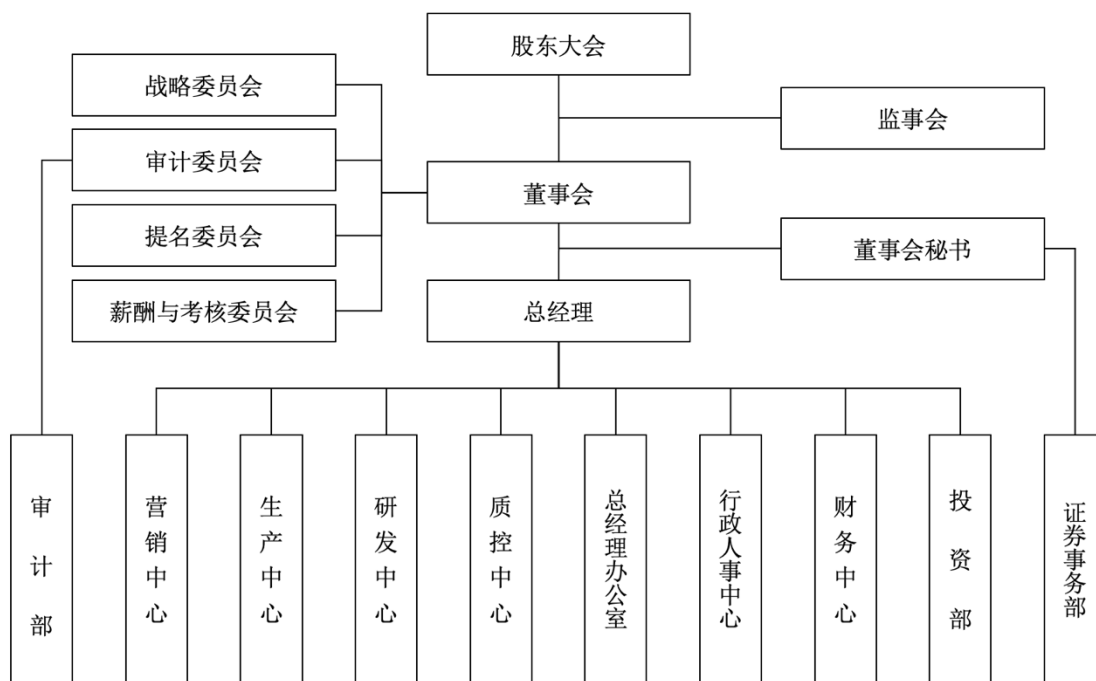 股东大会
战略委员会
监事会
审计委员会
董事会
提名委员会
董事会秘书
薪酬与考核委员会
总经理
审计部
营销中心
生产中心
研发中心
质控中心
总经理办公室
行政人事中心
财务中心
投资部
证券事务部